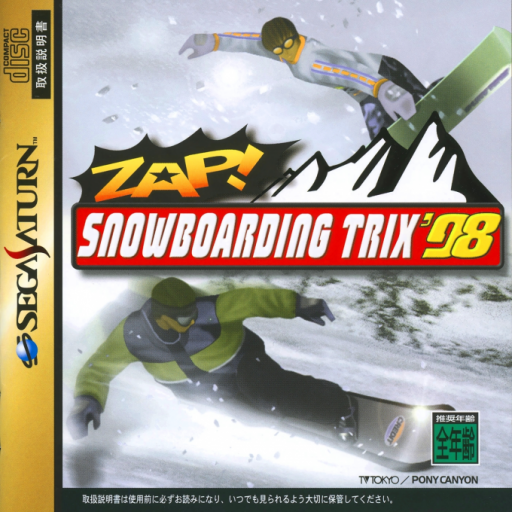 COMPACT
disc
取扱説明書
SEGA SATURN™
ZAP!
SNOWBOARDING TRIX '98
推奨年齢
全年齢
TV TOKYO / PONY CANYON
取扱説明書は使用前に必ずお読みになり、いつでも見られるよう大切に保管してください。